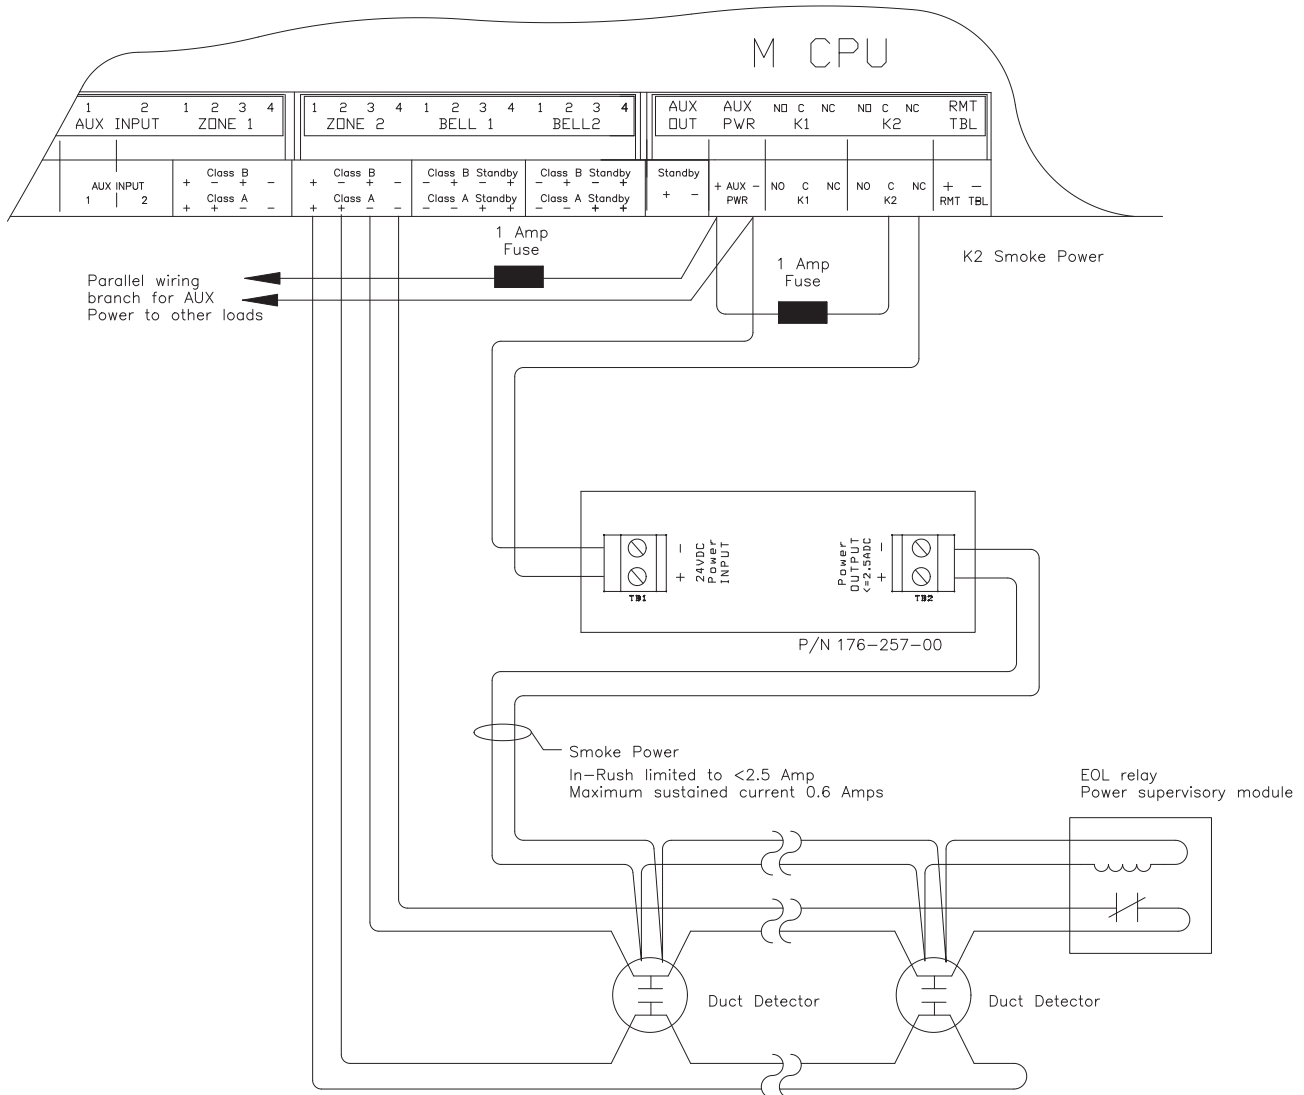 M CPU
1 2 1 2 3 4 1 2 3 4 1 2 3 4 1 2 3 4 AUX AUX NO C NC NO C NC RMT
AUX INPUT ZONE 1 ZONE 2 BELL 1 BELL2 OUT PWR K1 K2 TBL
Class B Class B Class B Standby Class B Standby Standby
+ - + - + - + - - + - + - + - +
AUX INPUT + - + AUX - NO C NC NO C NC + -
Class A Class A Class A Standby Class A Standby
1 2 + + - - + + - - - - + + - - + + PWR K1 K2 RMT TBL
1 Amp
Fuse
K2 Smoke Power
1 Amp
Fuse
Parallel wiring
branch for AUX
Power to other loads
-
+
24VDC
Power
INPUT
TB1
Power
OUTPUT
<=2.5ADC
-
+
TB2
P/N 176-257-00
Smoke Power
In-Rush limited to <2.5 Amp
Maximum sustained current 0.6 Amps
EOL relay
Power supervisory module
Duct Detector
Duct Detector